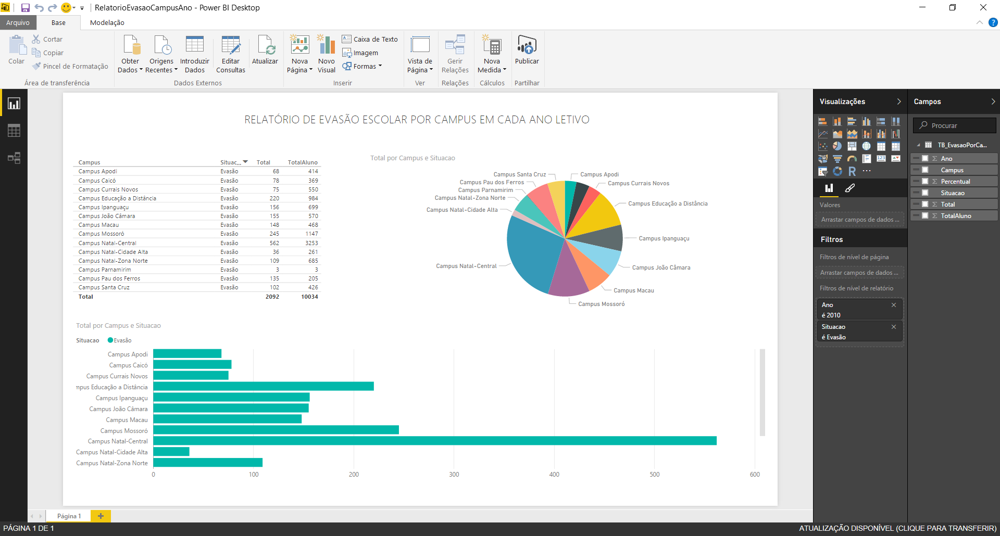 RelatorioEvasaoCampusAno - Power BI Desktop
Arquivo Base Modelação
Colar
Cortar
Copiar
Pincel de Formatação
Área de transferência
Obter Dados
Origens Recentes
Introduzir Dados
Editar Consultas
Atualizar
Dados Externos
Nova Página
Novo Visual
Caixa de Texto
Imagem
Formas
Inserir
Vista de Página
Ver
Gerir Relações
Relações
Nova Medida
Cálculos
Publicar
Partilhar
RELATÓRIO DE EVASÃO ESCOLAR POR CAMPUS EM CADA ANO LETIVO
Campus Situac... Total TotalAluno
Campus Apodi Evasão 68 414
Campus Caicó Evasão 78 369
Campus Currais Novos Evasão 75 550
Campus Educação a Distância Evasão 220 984
Campus Ipanguaçu Evasão 156 699
Campus João Câmara Evasão 155 570
Campus Macau Evasão 148 468
Campus Mossoró Evasão 245 1147
Campus Natal-Central Evasão 562 3253
Campus Natal-Cidade Alta Evasão 36 261
Campus Natal-Zona Norte Evasão 109 685
Campus Parnamirim Evasão 3 3
Campus Pau dos Ferros Evasão 135 205
Campus Santa Cruz Evasão 102 426
Total 2092 10034
Total por Campus e Situacao
Campus Santa Cruz
Campus Pau dos Ferros
Campus Parnamirim
Campus Natal-Zona Norte
Campus Natal-Cidade Alta
Campus Natal-Central
Campus Apodi
Campus Currais Novos
Campus Educação a Distância
Campus Ipanguaçu
Campus João Câmara
Campus Macau
Campus Mossoró
Total por Campus e Situacao
Situacao Evasão
Campus Apodi
Campus Caicó
Campus Currais Novos
npus Educação a Distância
Campus Ipanguaçu
Campus João Câmara
Campus Macau
Campus Mossoró
Campus Natal-Central
Campus Natal-Cidade Alta
Campus Natal-Zona Norte
0 100 200 300 400 500 600
Visualizações
R
123
Valores
Arrastar campos de dados ...
Filtros
Filtros de nível de página
Arrastar campos de dados ...
Filtros de nível de relatório
Ano
é 2010
Situacao
é Evasão
Campos
Procurar
TB_EvasaoPorCa...
Σ Ano
Campus
Σ Percentual
Situacao
Σ Total
Σ TotalAluno
Página 1
PÁGINA 1 DE 1
ATUALIZAÇÃO DISPONÍVEL (CLIQUE PARA TRANSFERIR)